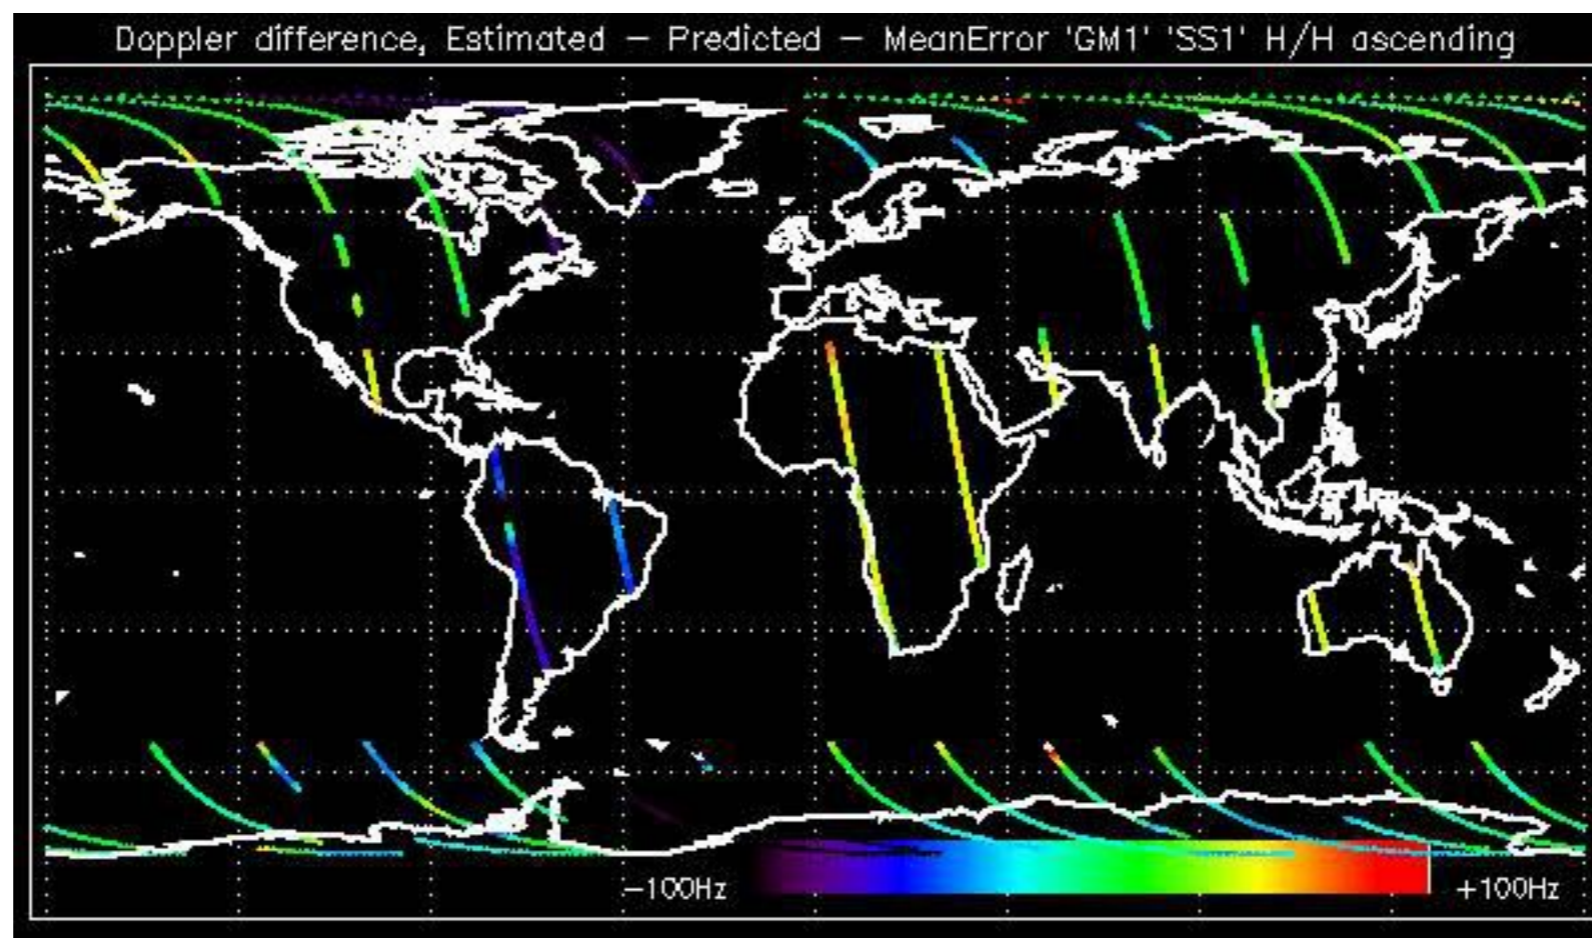 Doppler difference, Estimated – Predicted – MeanError 'GM1' 'SS1' H/H ascending
–100Hz +100Hz